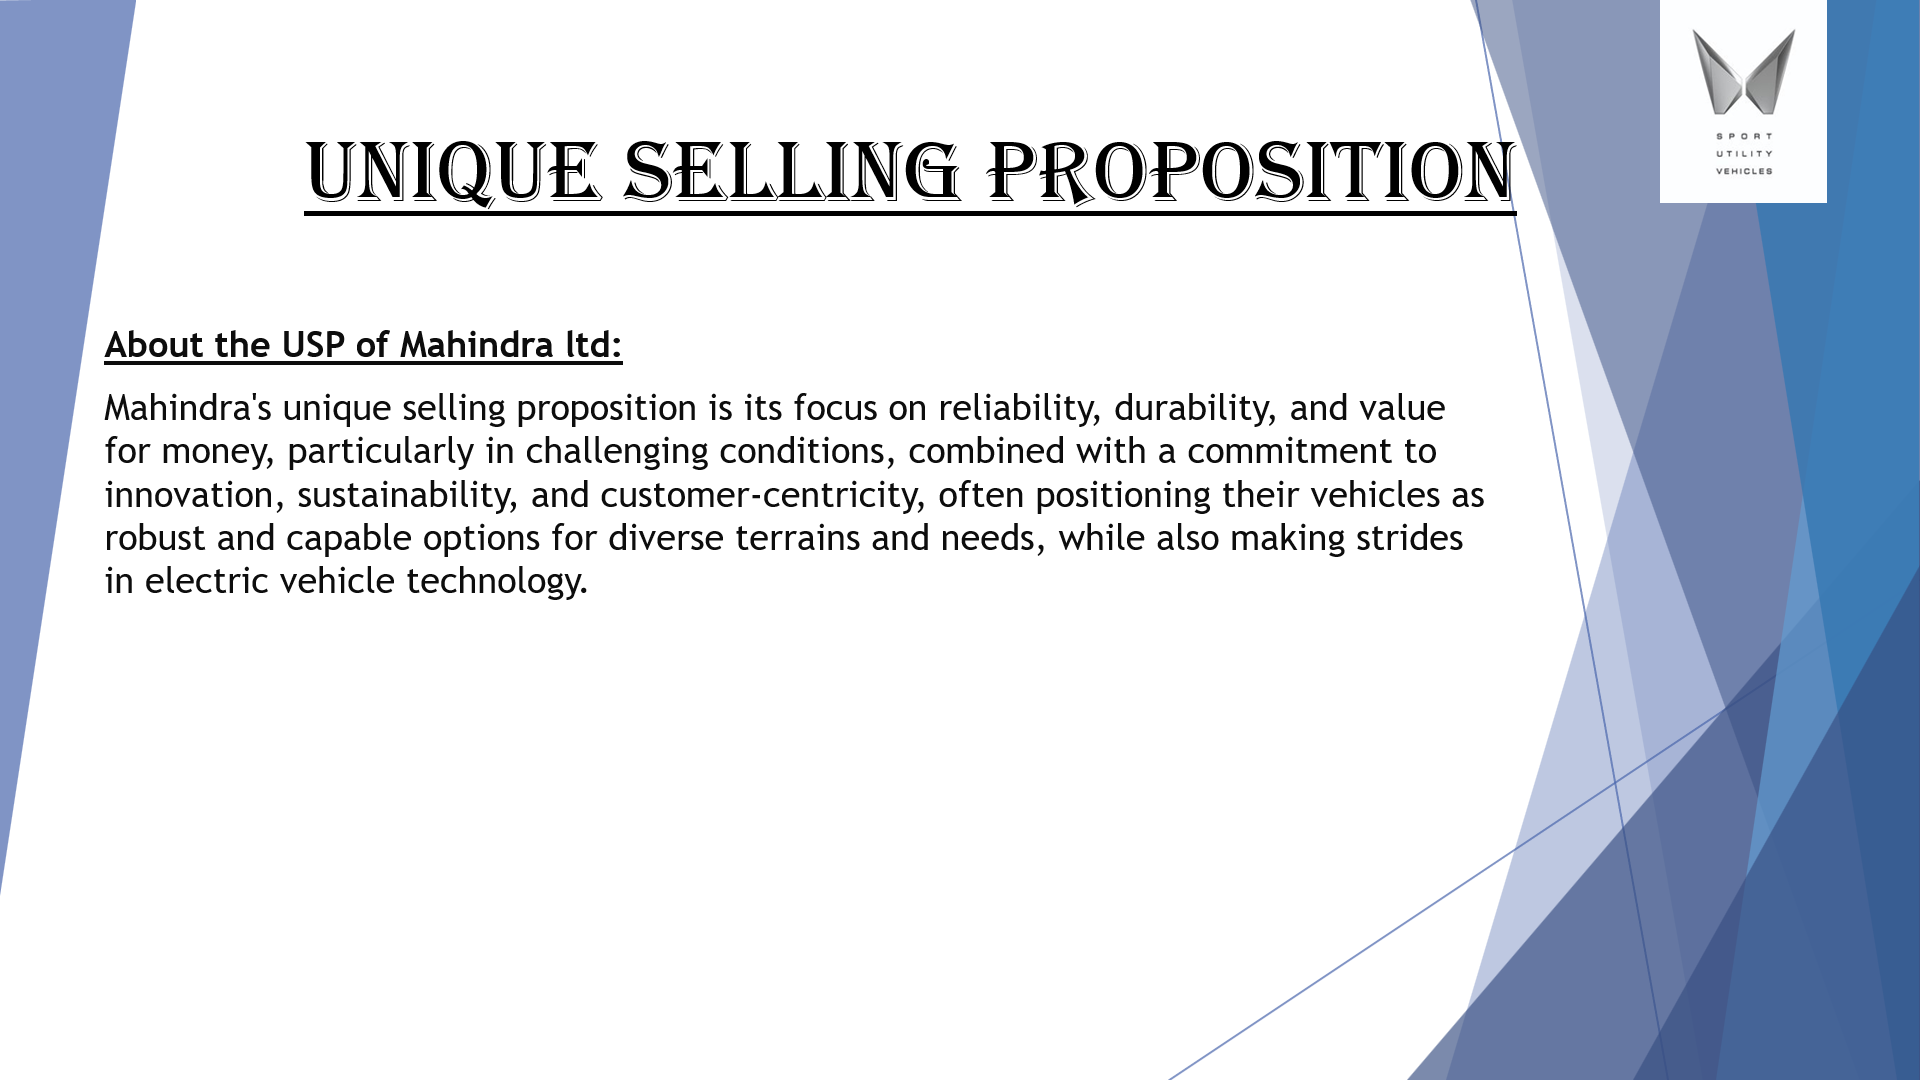 SPORT
UTILITY
VEHICLES
UNIQUE SELLING PROPOSITION
About the USP of Mahindra ltd:
Mahindra's unique selling proposition is its focus on reliability, durability, and value
for money, particularly in challenging conditions, combined with a commitment to
innovation, sustainability, and customer-centricity, often positioning their vehicles as
robust and capable options for diverse terrains and needs, while also making strides
in electric vehicle technology.